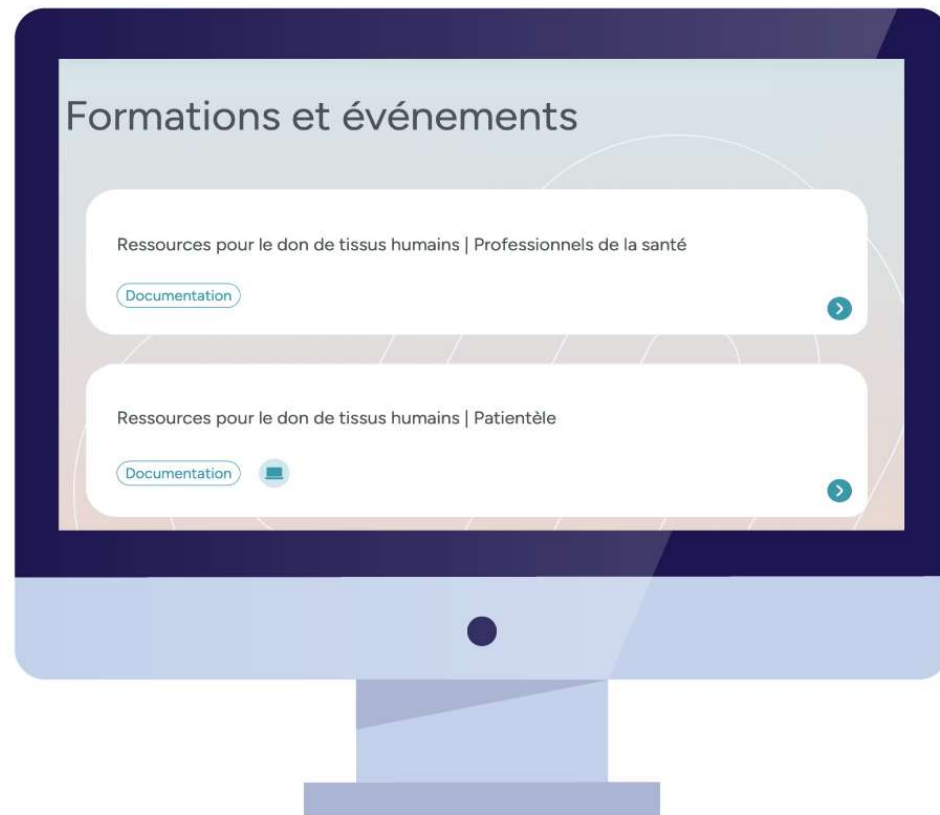 Formations et événements
Ressources pour le don de tissus humains | Professionnels de la santé
Documentation
Ressources pour le don de tissus humains | Patientèle
Documentation